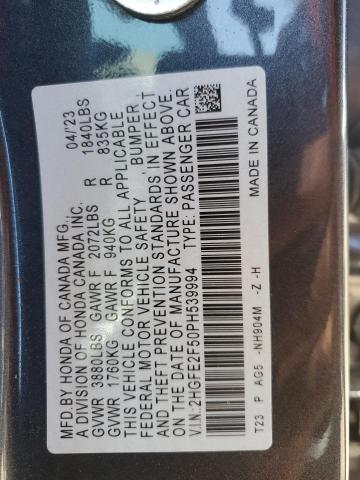 MFD.BY HONDA OF CANADA MFG., 04/'23
A DIVISION OF HONDA CANADA INC.
GVWR 3880LBS GAWR F 2072LBS R 1840LBS
GVWR 1760KG GAWR F 940KG R 835KG
THIS VEHICLE CONFORMS TO ALL APPLICABLE
FEDERAL MOTOR VEHICLE SAFETY , BUMPER ,
AND THEFT PREVENTION STANDARDS IN EFFECT
ON THE DATE OF MANUFACTURE SHOWN ABOVE.
V.I.N.:2HGFE2F50PH539994 TYPE: PASSENGER CAR
T23 P AG5 -NH904M -Z -H MADE IN CANADA